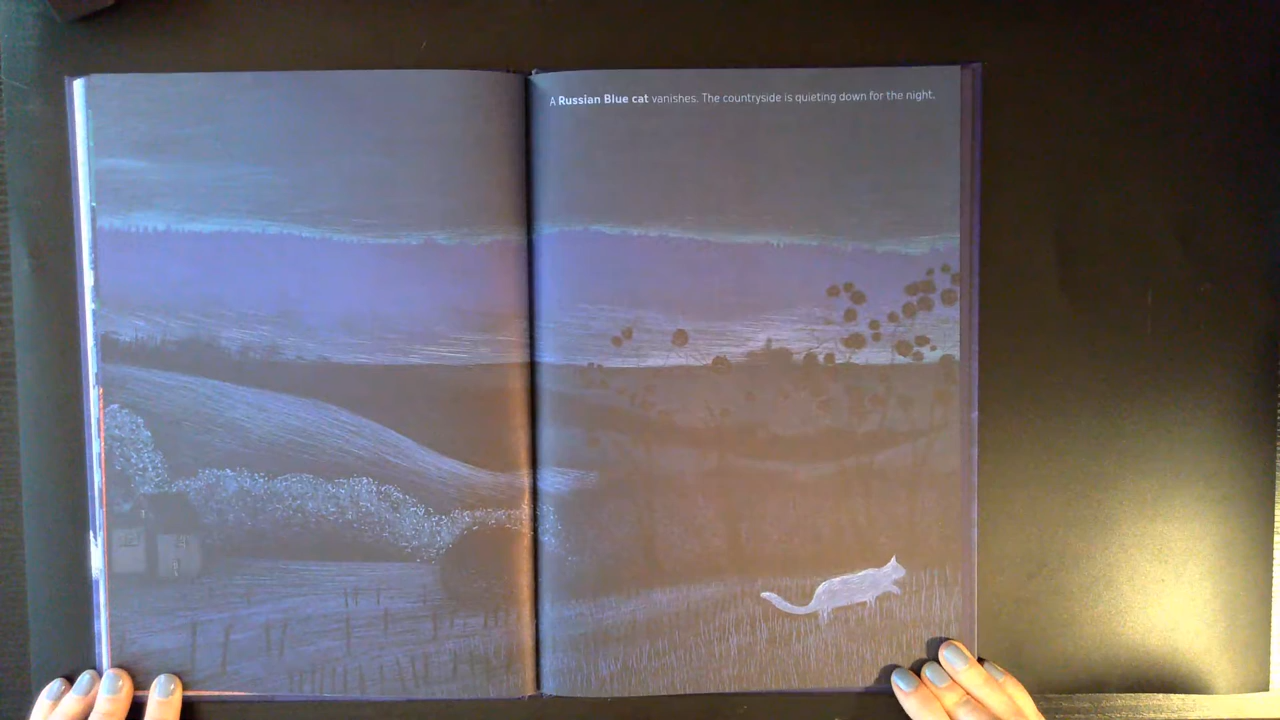 A Russian Blue cat vanishes. The countryside is quieting down for the night.